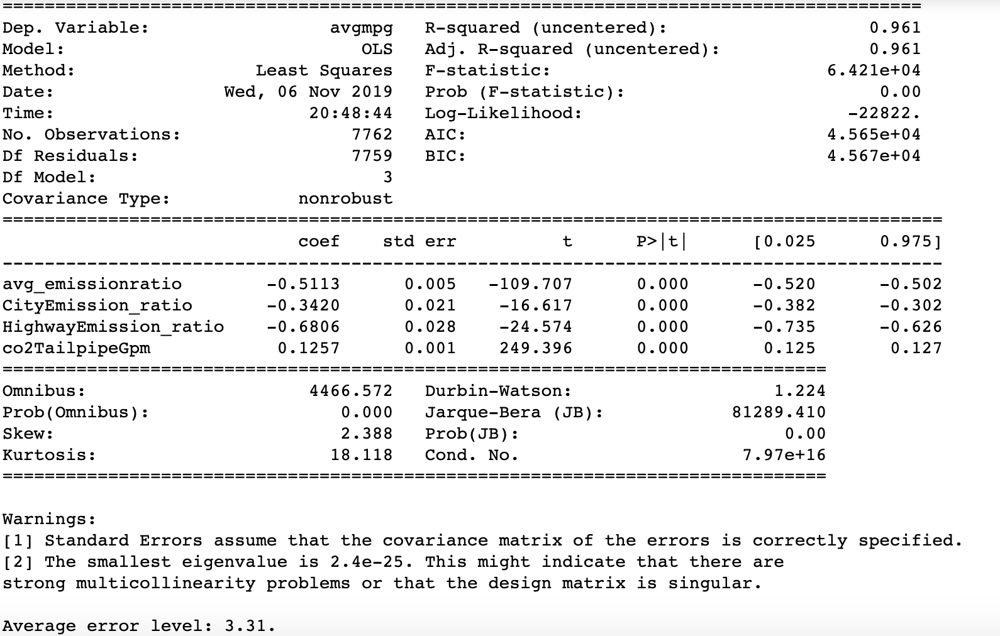 ==============================================================================
Dep. Variable:                 avgmpg   R-squared (uncentered):                   0.961
Model:                            OLS   Adj. R-squared (uncentered):              0.961
Method:                 Least Squares   F-statistic:                          6.421e+04
Date:                Wed, 06 Nov 2019   Prob (F-statistic):                        0.00
Time:                        20:48:44   Log-Likelihood:                         -22822.
No. Observations:                7762   AIC:                                  4.565e+04
Df Residuals:                    7759   BIC:                                  4.567e+04
Df Model:                           3
Covariance Type:            nonrobust
==============================================================================
                            coef    std err          t      P>|t|      [0.025      0.975]
------------------------------------------------------------------------------
avg_emissionratio        -0.5113      0.005   -109.707      0.000      -0.520      -0.502
CityEmission_ratio       -0.3420      0.021    -16.617      0.000      -0.382      -0.302
HighwayEmission_ratio    -0.6806      0.028    -24.574      0.000      -0.735      -0.626
co2TailpipeGpm            0.1257      0.001    249.396      0.000       0.125       0.127
==============================================================================
Omnibus:                     4466.572   Durbin-Watson:                   1.224
Prob(Omnibus):                  0.000   Jarque-Bera (JB):            81289.410
Skew:                           2.388   Prob(JB):                         0.00
Kurtosis:                      18.118   Cond. No.                     7.97e+16
==============================================================================
Warnings:
[1] Standard Errors assume that the covariance matrix of the errors is correctly specified.
[2] The smallest eigenvalue is 2.4e-25. This might indicate that there are
strong multicollinearity problems or that the design matrix is singular.
Average error level: 3.31.